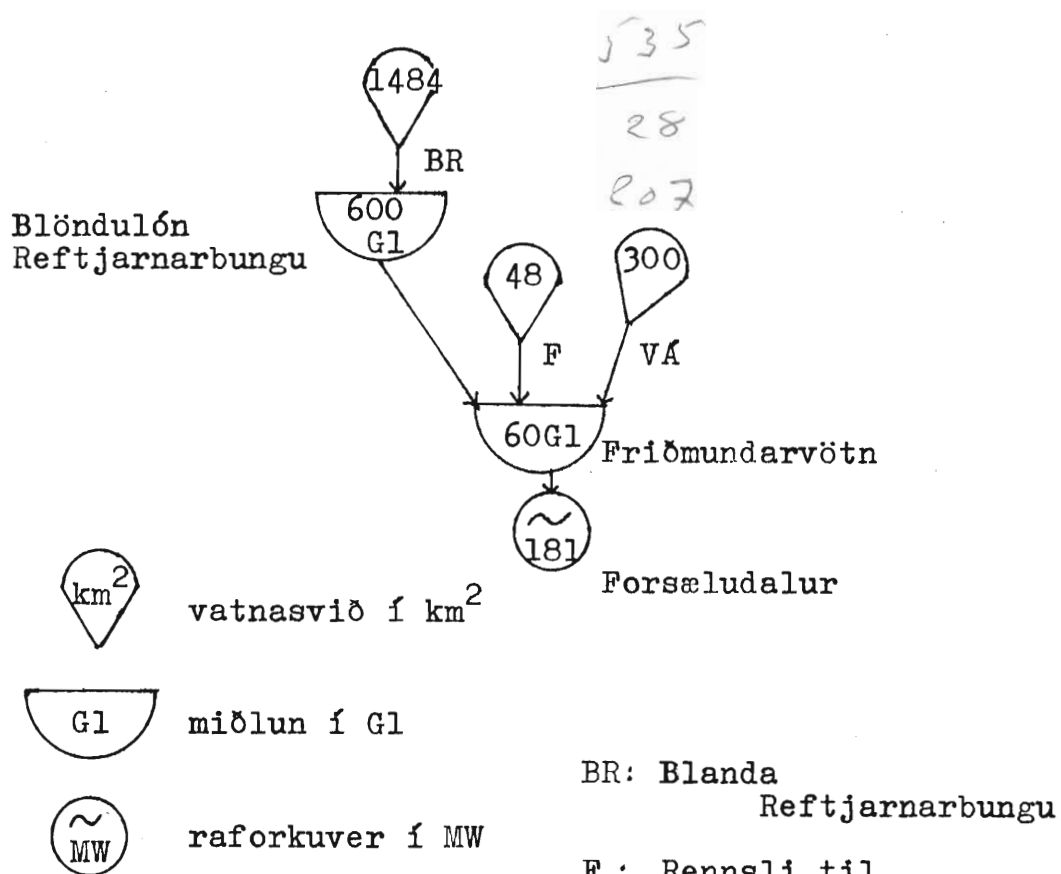 535
28
207
1484
BR
600
Gl
Blöndulón
Reftjarnarbungu
48
300
F
VÁ
60Gl
Friðmundarvötn
~
181
Forsæludalur
km²
vatnasvið í km²
Gl
miðlun í Gl
~
MW
raforkuver í MW
BR: Blanda
Reftjarnarbungu
F : Rennsli til